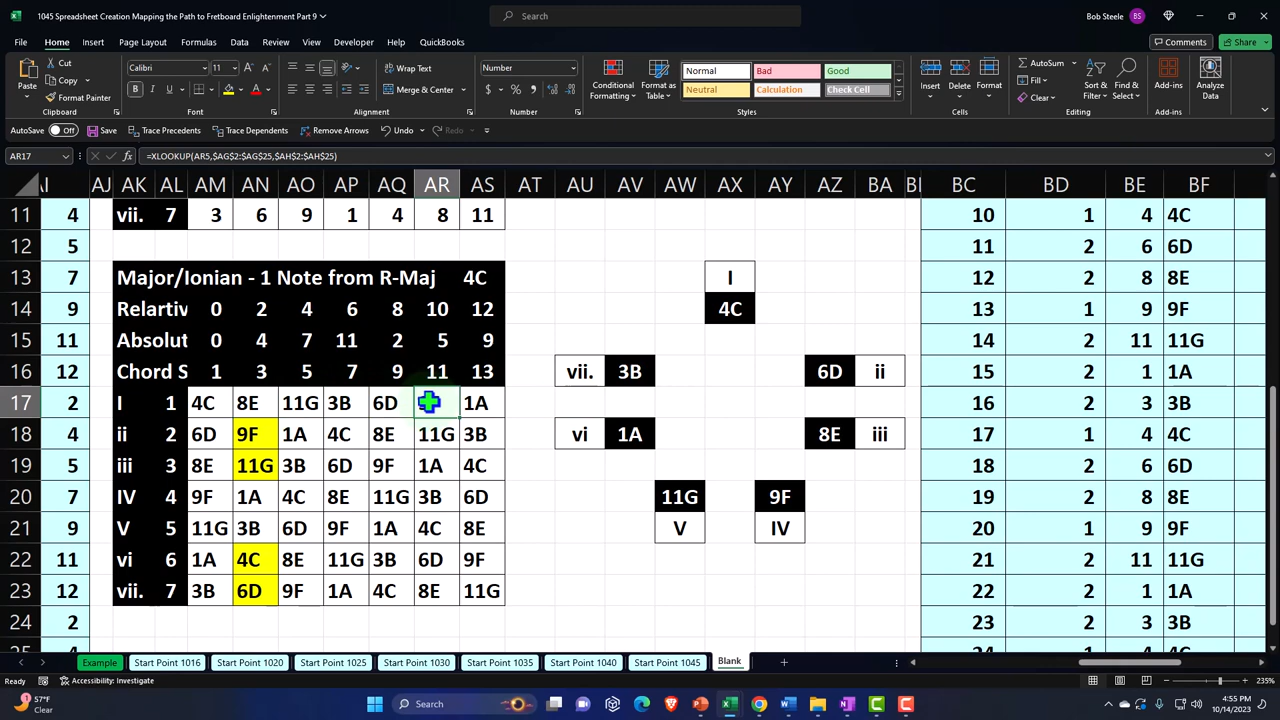 1045 Spreadsheet Creation Mapping the Path to Fretboard Enlightenment Part 9
Search
Bob Steele BS
File Home Insert Page Layout Formulas Data Review View Developer Help QuickBooks
Comments Share
Cut
Copy
Format Painter
Paste
Clipboard
Calibri 11
Font
Wrap Text
Merge & Center
Alignment
Number
Number
Conditional Formatting
Format as Table
Normal Bad Good
Neutral Calculation Check Cell
Styles
Insert Delete Format
Cells
AutoSum
Fill
Clear
Sort & Filter
Find & Select
Editing
Add-ins
Add-ins
Analyze Data
AutoSave Off Save Trace Precedents Trace Dependents Remove Arrows Undo Redo
AR17 fx =XLOOKUP(AR5,$AG$2:$AG$25,$AH$2:$AH$25)
AJ AK AL AM AN AO AP AQ AR AS AT AU AV AW AX AY AZ BA BC BD BE BF
11 4 vii. 7 3 6 9 1 4 8 11 10 1 4 4C
12 5 11 2 6 6D
13 7 Major/Ionian - 1 Note from R-Maj 4C I 12 2 8 8E
14 9 Relartiv 0 2 4 6 8 10 12 4C 13 1 9 9F
15 11 Absolut 0 4 7 11 2 5 9 14 2 11 11G
16 12 Chord S 1 3 5 7 9 11 13 vii. 3B 6D ii 15 2 1 1A
17 2 I 1 4C 8E 11G 3B 6D 1A 16 2 3 3B
18 4 ii 2 6D 9F 1A 4C 8E 11G 3B vi 1A 8E iii 17 1 4 4C
19 5 iii 3 8E 11G 3B 6D 9F 1A 4C 18 2 6 6D
20 7 IV 4 9F 1A 4C 8E 11G 3B 6D 11G 9F 19 2 8 8E
21 9 V 5 11G 3B 6D 9F 1A 4C 8E V IV 20 1 9 9F
22 11 vi 6 1A 4C 8E 11G 3B 6D 9F 21 2 11 11G
23 12 vii. 7 3B 6D 9F 1A 4C 8E 11G 22 2 1 1A
24 2 23 2 3 3B
Example Start Point 1016 Start Point 1020 Start Point 1025 Start Point 1030 Start Point 1035 Start Point 1040 Start Point 1045 Blank
Ready Accessibility: Investigate 235%
57°F
Clear
Search
4:55 PM
10/14/2023